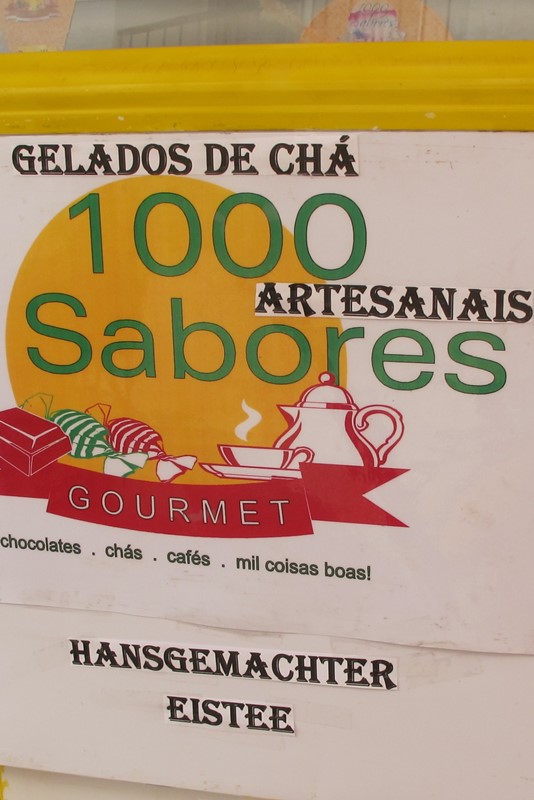 GELADOS DE CHÁ
1000
ARTESANAIS
Sabores
GOURMET
chocolates . chás . cafés . mil coisas boas!
HANSGEMACHTER
EISTEE